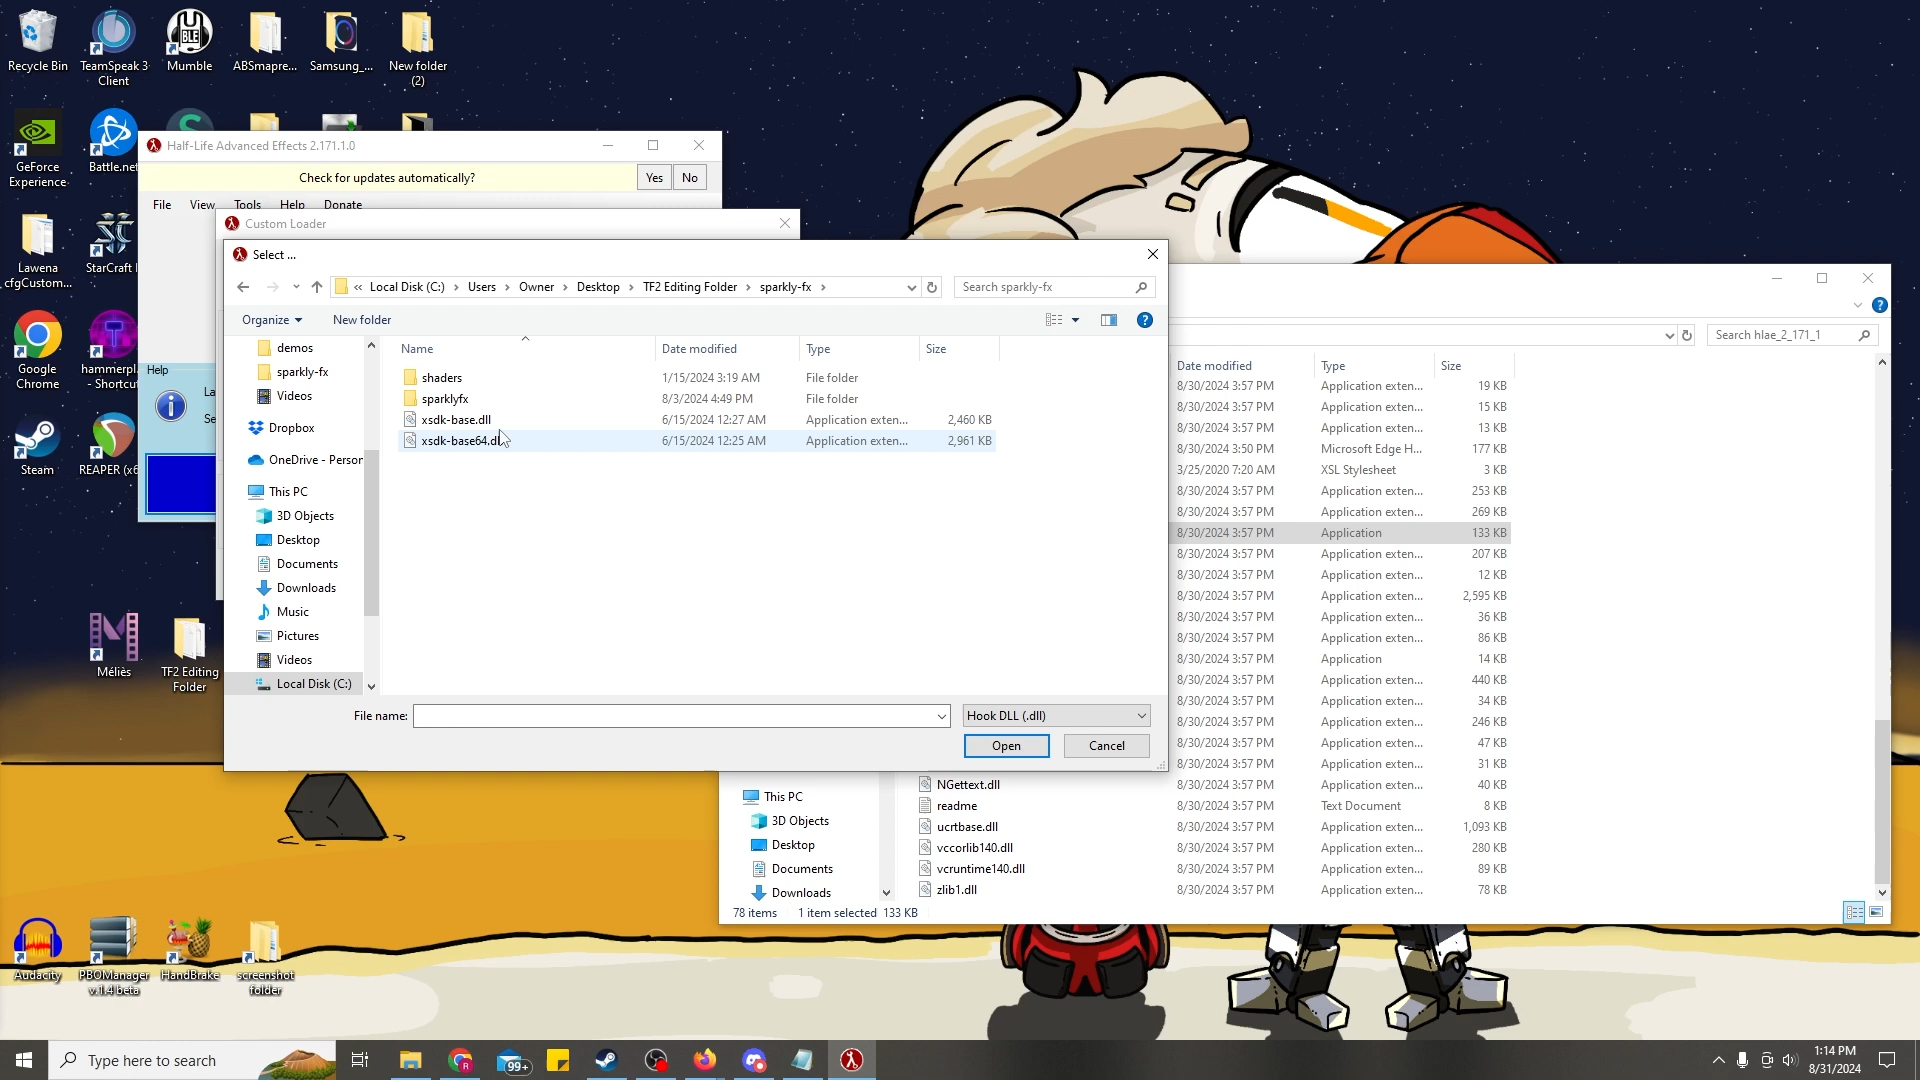 Recycle Bin
TeamSpeak 3
Client
Mumble
ABSmapre...
Samsung_...
New folder
(2)
GeForce
Experience
Battle.net
Lawena
cfgCustom...
StarCraft I
Google
Chrome
hammerpl...
- Shortcut
Steam
REAPER (x6
Méliès
TF2 Editing
Folder
Audacity
PBOManager
v.1.4 beta
HandBrake
screenshot
folder
Half-Life Advanced Effects 2.171.1.0
Check for updates automatically?
Yes
No
File
View
Tools
Help
Donate
Help
La
Se
Custom Loader
Select ...
« Local Disk (C:) › Users › Owner › Desktop › TF2 Editing Folder › sparkly-fx ›
Search sparkly-fx
Organize
New folder
demos
sparkly-fx
Videos
Dropbox
OneDrive - Person
This PC
3D Objects
Desktop
Documents
Downloads
Music
Pictures
Videos
Local Disk (C:)
Name Date modified Type Size
shaders 1/15/2024 3:19 AM File folder
sparklyfx 8/3/2024 4:49 PM File folder
xsdk-base.dll 6/15/2024 12:27 AM Application exten... 2,460 KB
xsdk-base64.dll 6/15/2024 12:25 AM Application exten... 2,961 KB
File name:
Hook DLL (.dll)
Open
Cancel
Search hlae_2_171_1
Date modified Type Size
8/30/2024 3:57 PM Application exten... 19 KB
8/30/2024 3:57 PM Application exten... 15 KB
8/30/2024 3:57 PM Application exten... 13 KB
8/30/2024 3:50 PM Microsoft Edge H... 177 KB
3/25/2020 7:20 AM XSL Stylesheet 3 KB
8/30/2024 3:57 PM Application exten... 253 KB
8/30/2024 3:57 PM Application exten... 269 KB
8/30/2024 3:57 PM Application 133 KB
8/30/2024 3:57 PM Application exten... 207 KB
8/30/2024 3:57 PM Application exten... 12 KB
8/30/2024 3:57 PM Application exten... 2,595 KB
8/30/2024 3:57 PM Application exten... 36 KB
8/30/2024 3:57 PM Application exten... 86 KB
8/30/2024 3:57 PM Application 14 KB
8/30/2024 3:57 PM Application exten... 440 KB
8/30/2024 3:57 PM Application exten... 34 KB
8/30/2024 3:57 PM Application exten... 246 KB
8/30/2024 3:57 PM Application exten... 47 KB
8/30/2024 3:57 PM Application exten... 31 KB
NGettext.dll 8/30/2024 3:57 PM Application exten... 40 KB
readme 8/30/2024 3:57 PM Text Document 8 KB
ucrtbase.dll 8/30/2024 3:57 PM Application exten... 1,093 KB
vccorlib140.dll 8/30/2024 3:57 PM Application exten... 280 KB
vcruntime140.dll 8/30/2024 3:57 PM Application exten... 89 KB
zlib1.dll 8/30/2024 3:57 PM Application exten... 78 KB
This PC
3D Objects
Desktop
Documents
Downloads
78 items 1 item selected 133 KB
Type here to search
99+
1:14 PM
8/31/2024